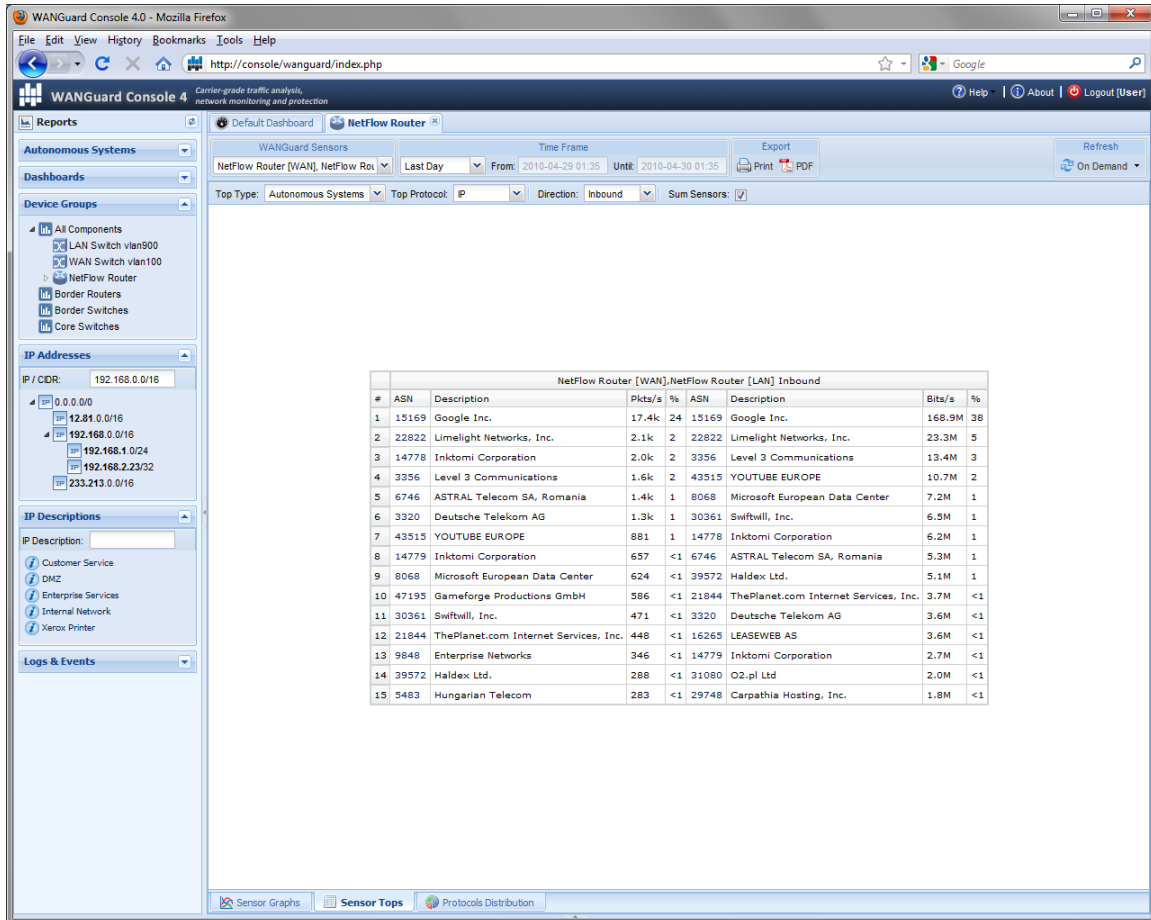 WANGuard Console 4.0 - Mozilla Firefox
File Edit View History Bookmarks Tools Help
http://console/wanguard/index.php
Google
WANGuard Console 4 Carrier-grade traffic analysis, network monitoring and protection
Help About Logout [User]
Reports
Default Dashboard NetFlow Router
Autonomous Systems
Dashboards
Device Groups
All Components
LAN Switch vlan900
WAN Switch vlan100
NetFlow Router
Border Routers
Border Switches
Core Switches
IP Addresses
IP / CIDR: 192.168.0.0/16
IP 0.0.0.0/0
IP 12.81.0.0/16
IP 192.168.0.0/16
IP 192.168.1.0/24
IP 192.168.2.23/32
IP 233.213.0.0/16
IP Descriptions
IP Description:
Customer Service
DMZ
Enterprise Services
Internal Network
Xerox Printer
Logs & Events
WANGuard Sensors Time Frame Export Refresh
NetFlow Router [WAN], NetFlow Rou Last Day From: 2010-04-29 01:35 Until: 2010-04-30 01:35 Print PDF On Demand
Top Type: Autonomous Systems Top Protocol: IP Direction: Inbound Sum Sensors:
NetFlow Router [WAN],NetFlow Router [LAN] Inbound
# ASN Description Pkts/s % ASN Description Bits/s %
1 15169 Google Inc. 17.4k 24 15169 Google Inc. 168.9M 38
2 22822 Limelight Networks, Inc. 2.1k 2 22822 Limelight Networks, Inc. 23.3M 5
3 14778 Inktomi Corporation 2.0k 2 3356 Level 3 Communications 13.4M 3
4 3356 Level 3 Communications 1.6k 2 43515 YOUTUBE EUROPE 10.7M 2
5 6746 ASTRAL Telecom SA, Romania 1.4k 1 8068 Microsoft European Data Center 7.2M 1
6 3320 Deutsche Telekom AG 1.3k 1 30361 Swiftwill, Inc. 6.5M 1
7 43515 YOUTUBE EUROPE 881 1 14778 Inktomi Corporation 6.2M 1
8 14779 Inktomi Corporation 657 <1 6746 ASTRAL Telecom SA, Romania 5.3M 1
9 8068 Microsoft European Data Center 624 <1 39572 Haldex Ltd. 5.1M 1
10 47195 Gameforge Productions GmbH 586 <1 21844 ThePlanet.com Internet Services, Inc. 3.7M <1
11 30361 Swiftwill, Inc. 471 <1 3320 Deutsche Telekom AG 3.6M <1
12 21844 ThePlanet.com Internet Services, Inc. 448 <1 16265 LEASEWEB AS 3.6M <1
13 9848 Enterprise Networks 346 <1 14779 Inktomi Corporation 2.7M <1
14 39572 Haldex Ltd. 288 <1 31080 O2.pl Ltd 2.0M <1
15 5483 Hungarian Telecom 283 <1 29748 Carpathia Hosting, Inc. 1.8M <1
Sensor Graphs Sensor Tops Protocols Distribution